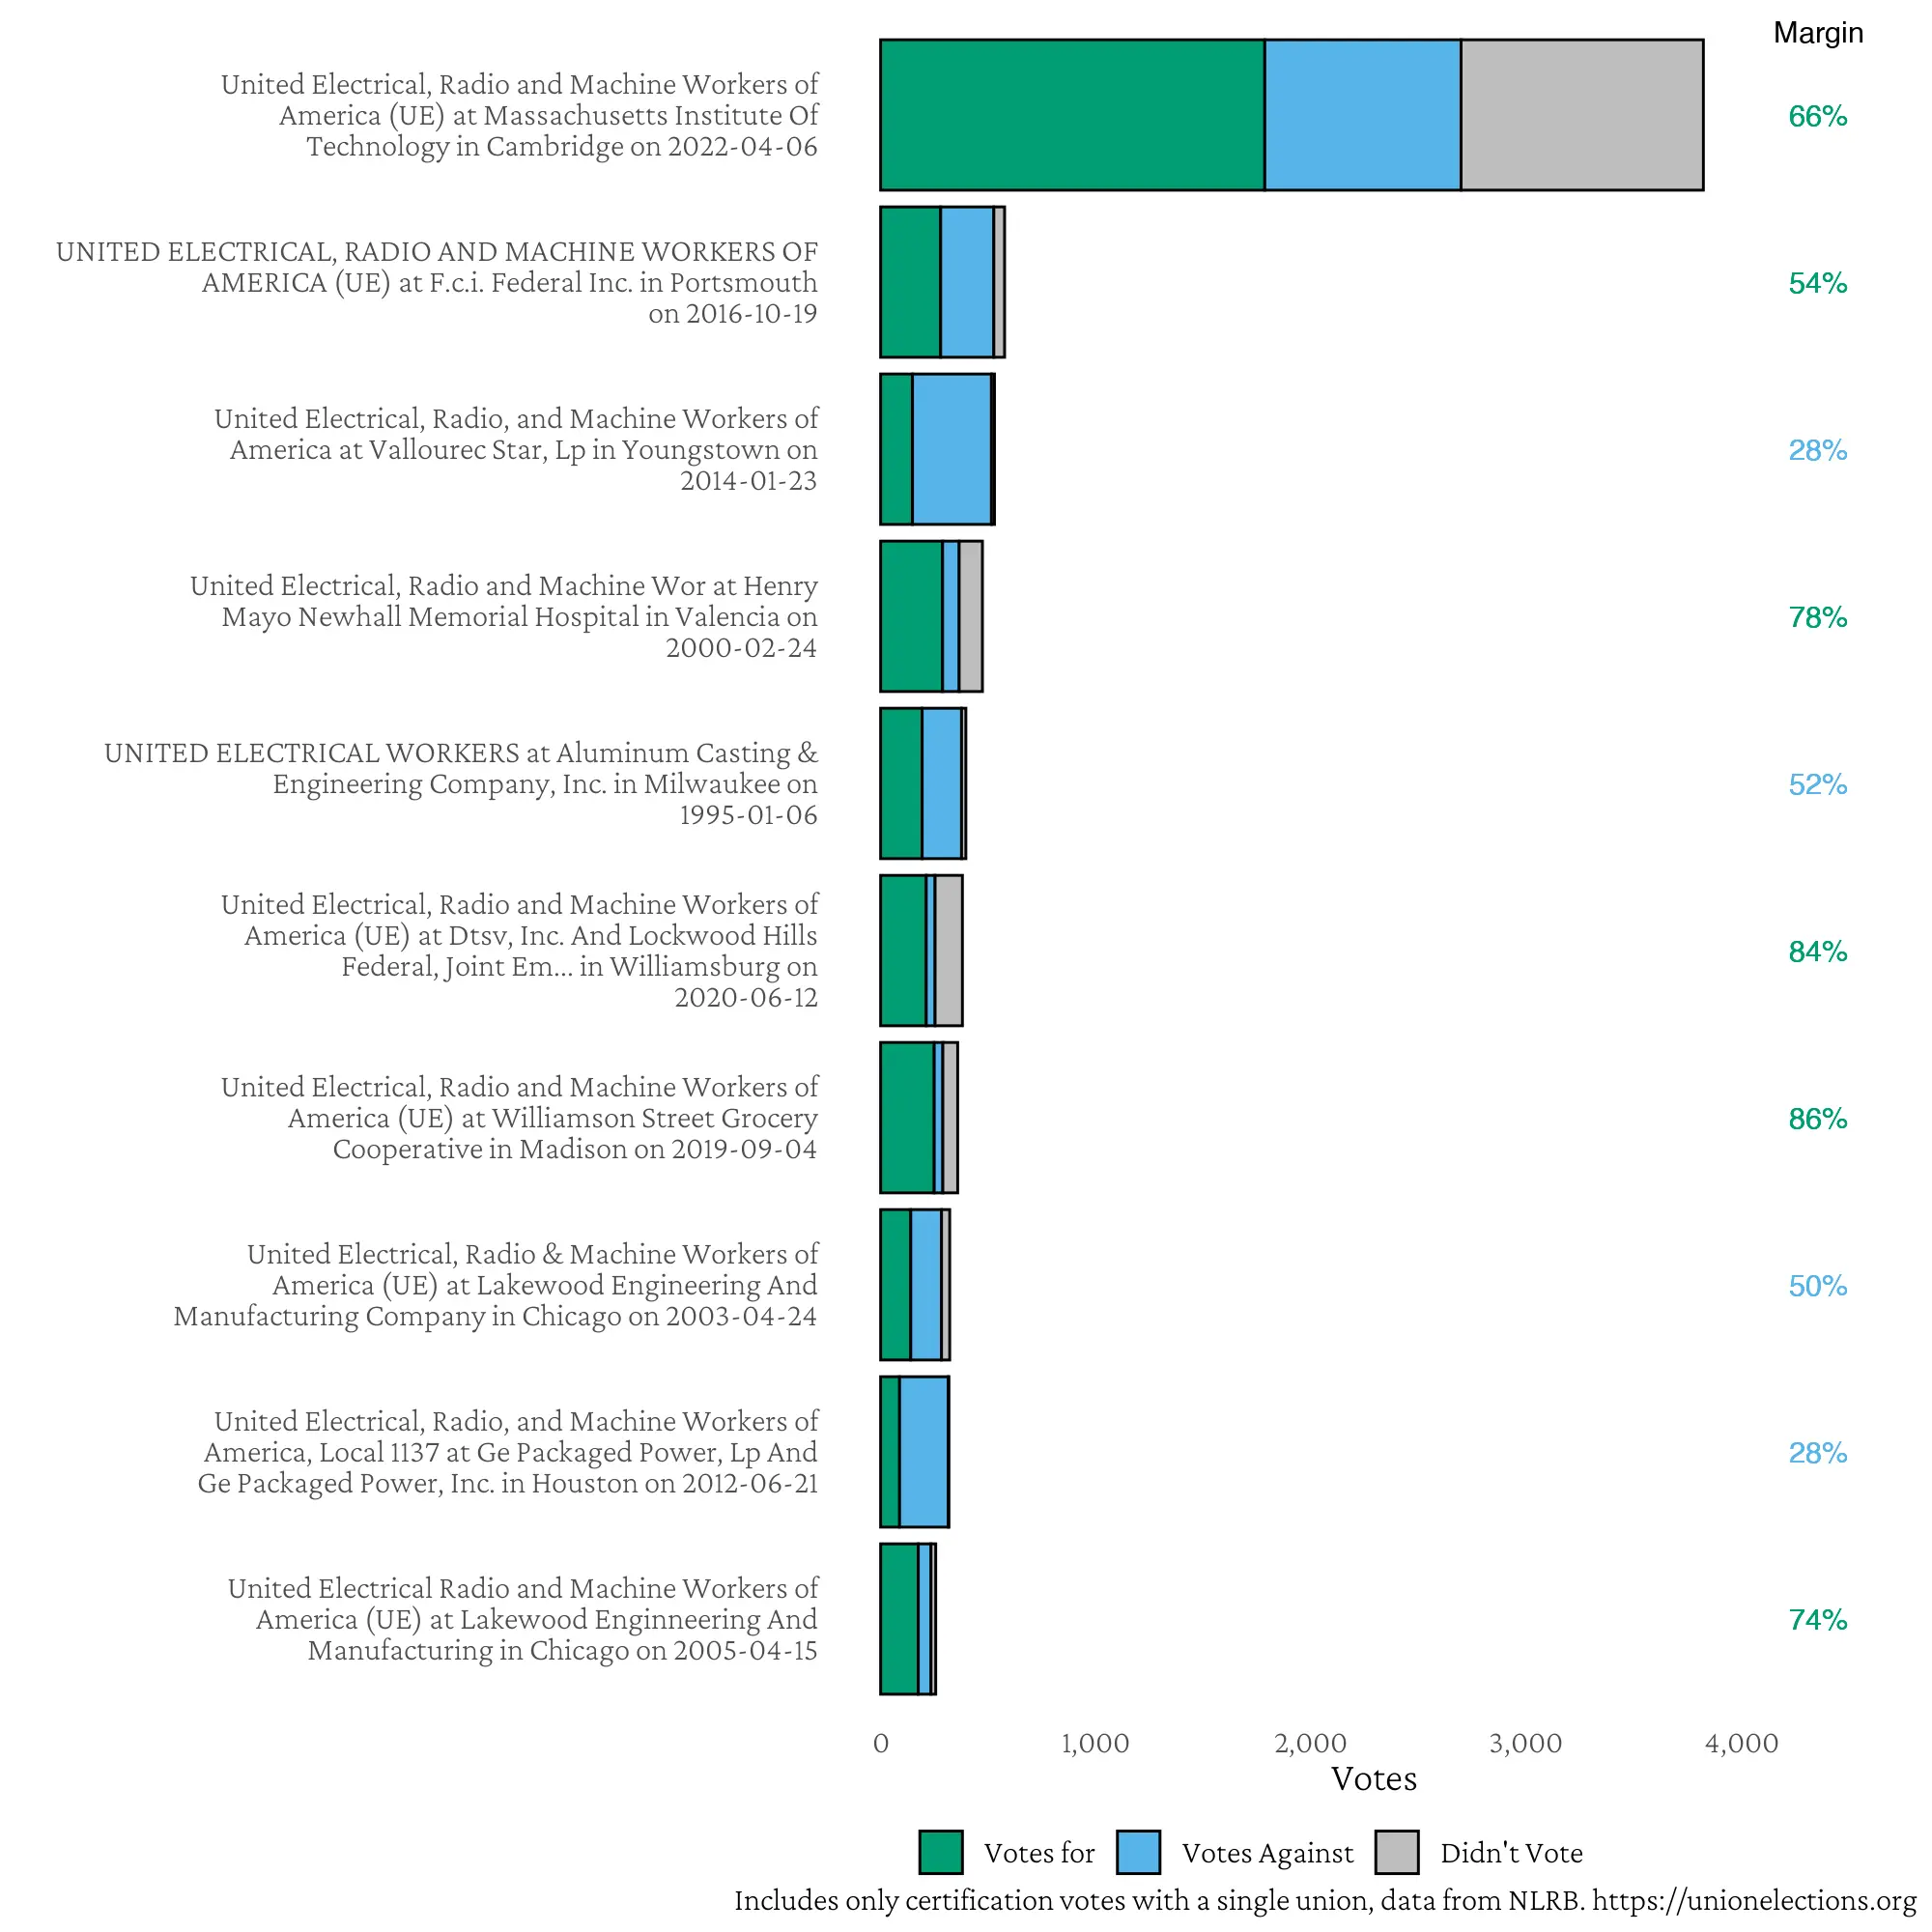 Margin
United Electrical, Radio and Machine Workers of
America (UE) at Massachusetts Institute Of
Technology in Cambridge on 2022-04-06
66%
UNITED ELECTRICAL, RADIO AND MACHINE WORKERS OF
AMERICA (UE) at F.c.i. Federal Inc. in Portsmouth
on 2016-10-19
54%
United Electrical, Radio, and Machine Workers of
America at Vallourec Star, Lp in Youngstown on
2014-01-23
28%
United Electrical, Radio and Machine Wor at Henry
Mayo Newhall Memorial Hospital in Valencia on
2000-02-24
78%
UNITED ELECTRICAL WORKERS at Aluminum Casting &
Engineering Company, Inc. in Milwaukee on
1995-01-06
52%
United Electrical, Radio and Machine Workers of
America (UE) at Dtsv, Inc. And Lockwood Hills
Federal, Joint Em... in Williamsburg on
2020-06-12
84%
United Electrical, Radio and Machine Workers of
America (UE) at Williamson Street Grocery
Cooperative in Madison on 2019-09-04
86%
United Electrical, Radio & Machine Workers of
America (UE) at Lakewood Engineering And
Manufacturing Company in Chicago on 2003-04-24
50%
United Electrical, Radio, and Machine Workers of
America, Local 1137 at Ge Packaged Power, Lp And
Ge Packaged Power, Inc. in Houston on 2012-06-21
28%
United Electrical Radio and Machine Workers of
America (UE) at Lakewood Enginneering And
Manufacturing in Chicago on 2005-04-15
74%
0 1,000 2,000 3,000 4,000
Votes
Votes for Votes Against Didn't Vote
Includes only certification votes with a single union, data from NLRB. https://unionelections.org